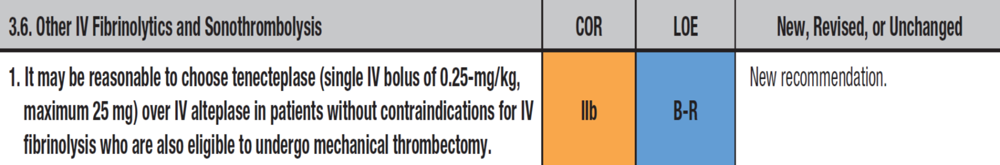 3.6. Other IV Fibrinolytics and Sonothrombolysis
COR
LOE
New, Revised, or Unchanged
1. It may be reasonable to choose tenecteplase (single IV bolus of 0.25-mg/kg,
maximum 25 mg) over IV alteplase in patients without contraindications for IV
fibrinolysis who are also eligible to undergo mechanical thrombectomy.
IIb
B-R
New recommendation.